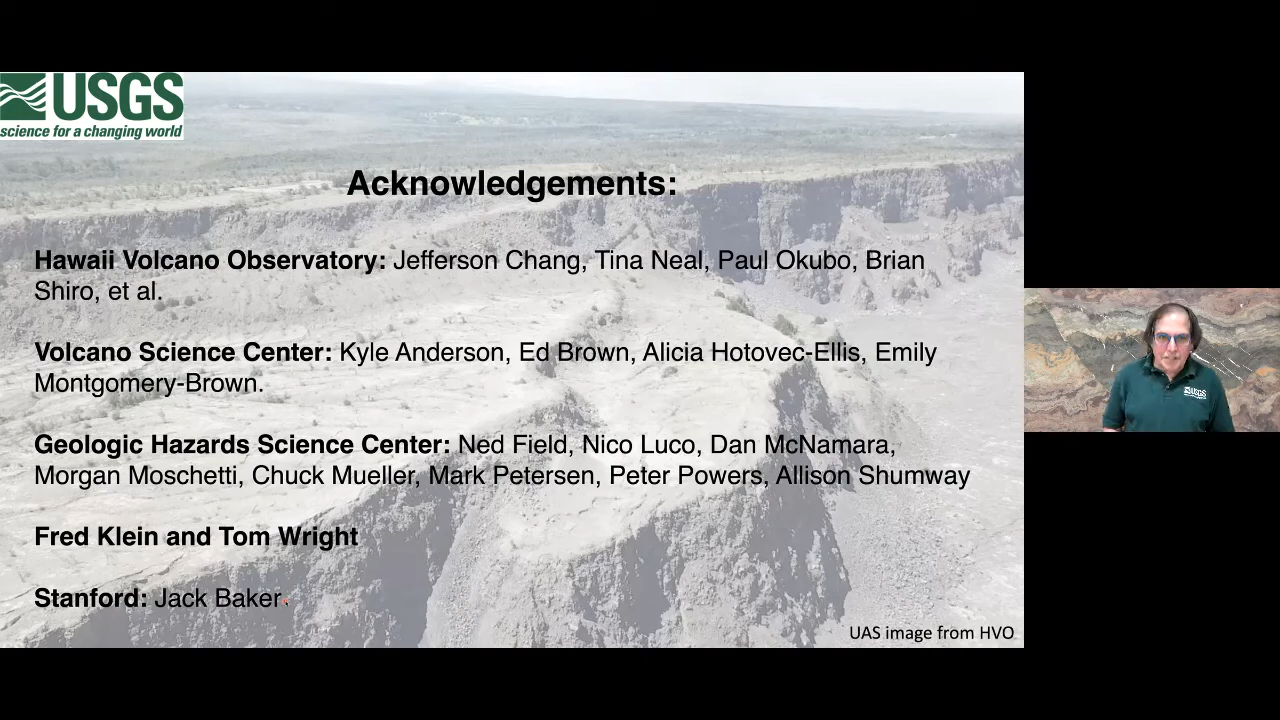 USGS
science for a changing world
Acknowledgements:
Hawaii Volcano Observatory: Jefferson Chang, Tina Neal, Paul Okubo, Brian
Shiro, et al.
Volcano Science Center: Kyle Anderson, Ed Brown, Alicia Hotovec-Ellis, Emily
Montgomery-Brown.
Geologic Hazards Science Center: Ned Field, Nico Luco, Dan McNamara,
Morgan Moschetti, Chuck Mueller, Mark Petersen, Peter Powers, Allison Shumway
Fred Klein and Tom Wright
Stanford: Jack Baker
UAS image from HVO
USGS